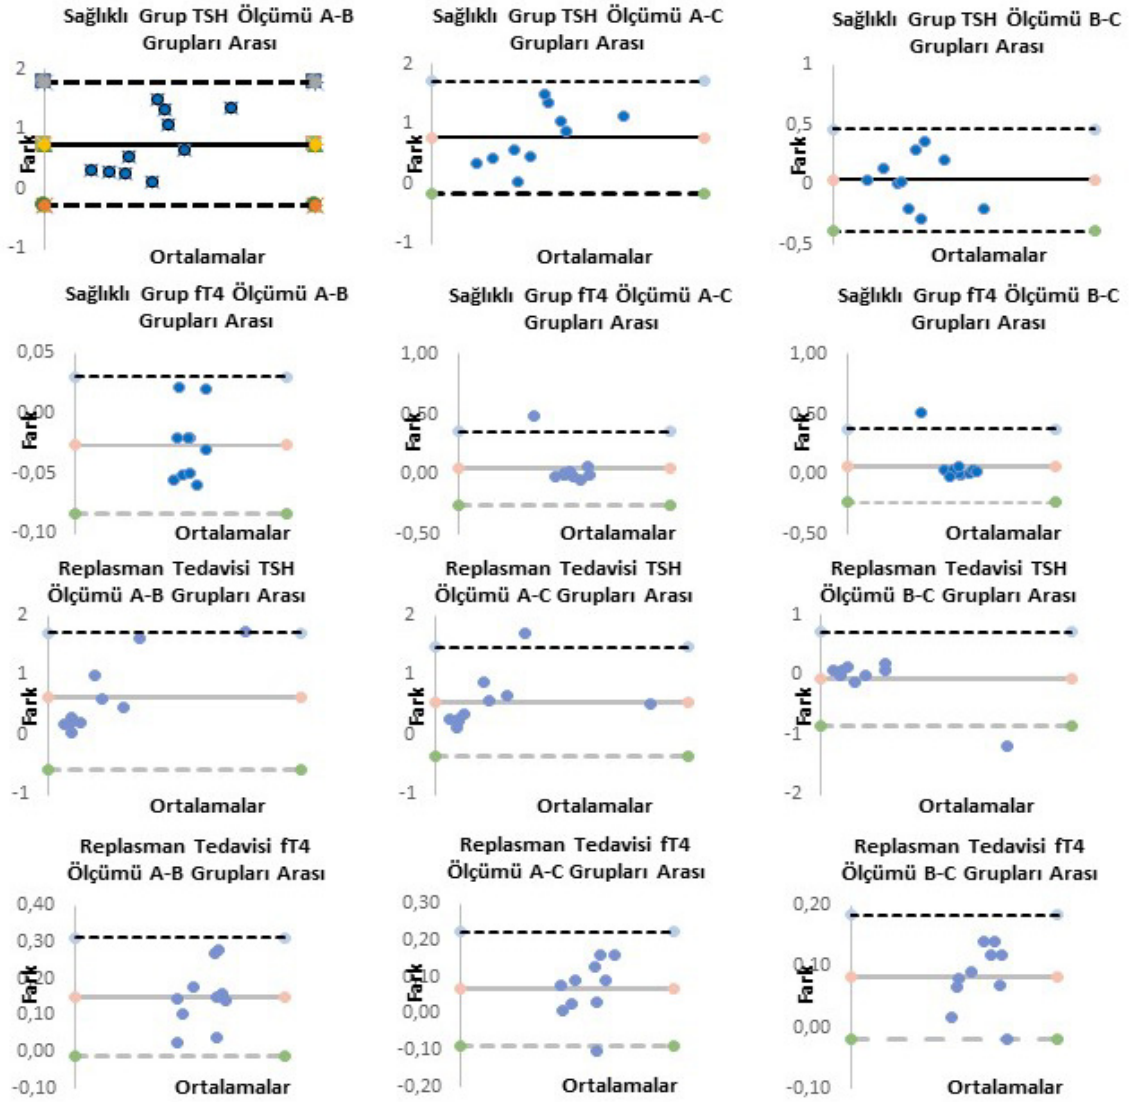 Sağlıklı Grup TSH Ölçümü A-B
Grupları Arası
2
1
0
-1
Fark
Ortalamalar
Sağlıklı Grup TSH Ölçümü A-C
Grupları Arası
2
1
0
-1
Fark
Ortalamalar
Sağlıklı Grup TSH Ölçümü B-C
Grupları Arası
1
0,5
0
-0,5
Fark
Ortalamalar
Sağlıklı Grup fT4 Ölçümü A-B
Grupları Arası
0,05
0,00
-0,05
-0,10
Fark
Ortalamalar
Sağlıklı Grup fT4 Ölçümü A-C
Grupları Arası
1,00
0,50
0,00
-0,50
Fark
Ortalamalar
Sağlıklı Grup fT4 Ölçümü B-C
Grupları Arası
1,00
0,50
0,00
-0,50
Fark
Ortalamalar
Replasman Tedavisi TSH
Ölçümü A-B Grupları Arası
2
1
0
-1
Fark
Ortalamalar
Replasman Tedavisi TSH
Ölçümü A-C Grupları Arası
2
1
0
-1
Fark
Ortalamalar
Replasman Tedavisi TSH
Ölçümü B-C Grupları Arası
1
0
-1
-2
Fark
Ortalamalar
Replasman Tedavisi fT4
Ölçümü A-B Grupları Arası
0,40
0,30
0,20
0,10
0,00
-0,10
Fark
Ortalamalar
Replasman Tedavisi fT4
Ölçümü A-C Grupları Arası
0,30
0,20
0,10
0,00
-0,10
-0,20
Fark
Ortalamalar
Replasman Tedavisi fT4
Ölçümü B-C Grupları Arası
0,20
0,10
0,00
-0,10
Fark
Ortalamalar